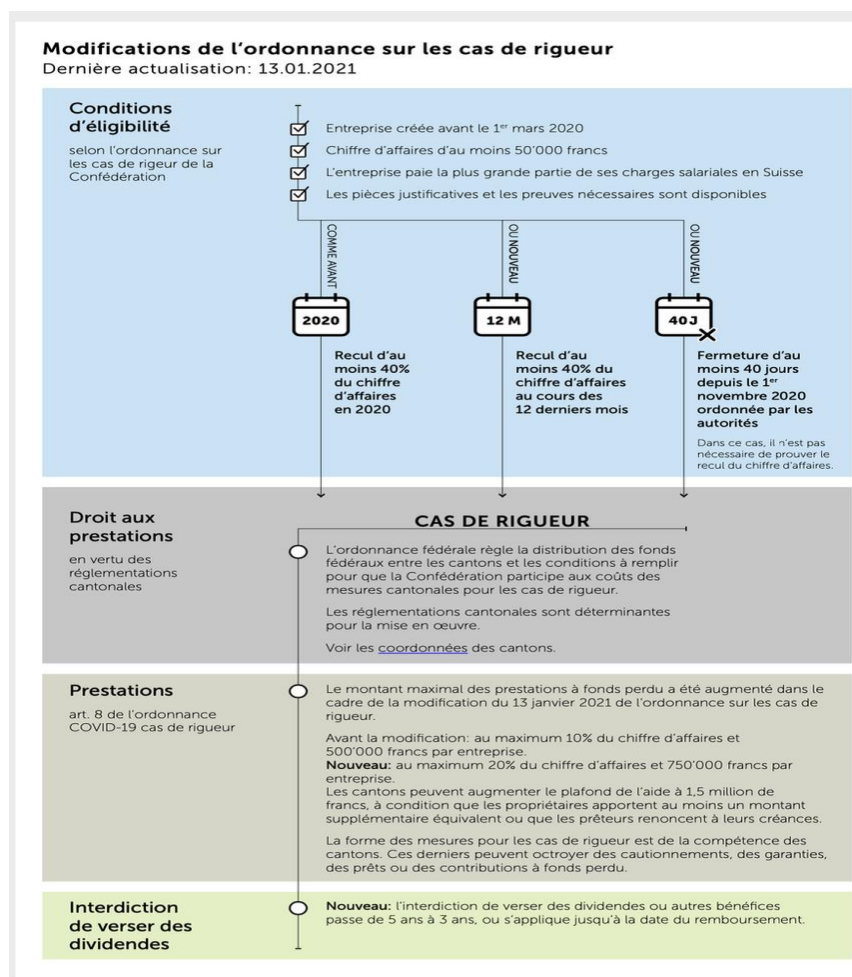 Modifications de l'ordonnance sur les cas de rigueur
Dernière actualisation: 13.01.2021
Conditions
d'éligibilité
selon l'ordonnance sur
les cas de rigeur de la
Confédération
Entreprise créée avant le 1er mars 2020
Chiffre d'affaires d'au moins 50'000 francs
L'entreprise paie la plus grande partie de ses charges salariales en Suisse
Les pièces justificatives et les preuves nécessaires sont disponibles
COMME AVANT
2020
Recul d'au
moins 40%
du chiffre
d'affaires
en 2020
OU NOUVEAU
12 M
Recul d'au
moins 40% du
chiffre d'affaires
au cours des
12 derniers mois
OU NOUVEAU
40 J
Fermeture d'au
moins 40 jours
depuis le 1er
novembre 2020
ordonnée par les
autorités
Dans ce cas, il n'est pas
nécessaire de prouver le
recul du chiffre d'affaires.
Droit aux
prestations
en vertu des
réglementations
cantonales
CAS DE RIGUEUR
L'ordonnance fédérale règle la distribution des fonds
fédéraux entre les cantons et les conditions à remplir
pour que la Confédération participe aux coûts des
mesures cantonales pour les cas de rigueur.
Les réglementations cantonales sont déterminantes
pour la mise en œuvre.
Voir les coordonnées des cantons.
Prestations
art. 8 de l'ordonnance
COVID-19 cas de rigueur
Le montant maximal des prestations à fonds perdu a été augmenté dans le
cadre de la modification du 13 janvier 2021 de l'ordonnance sur les cas de
rigueur.
Avant la modification: au maximum 10% du chiffre d'affaires et
500'000 francs par entreprise.
Nouveau: au maximum 20% du chiffre d'affaires et 750'000 francs par
entreprise.
Les cantons peuvent augmenter le plafond de l'aide à 1,5 million de
francs, à condition que les propriétaires apportent au moins un montant
supplémentaire équivalent ou que les prêteurs renoncent à leurs créances.
La forme des mesures pour les cas de rigueur est de la compétence des
cantons. Ces derniers peuvent octroyer des cautionnements, des garanties,
des prêts ou des contributions à fonds perdu.
Interdiction
de verser des
dividendes
Nouveau: l'interdiction de verser des dividendes ou autres bénéfices
passe de 5 ans à 3 ans, ou s'applique jusqu'à la date du remboursement.